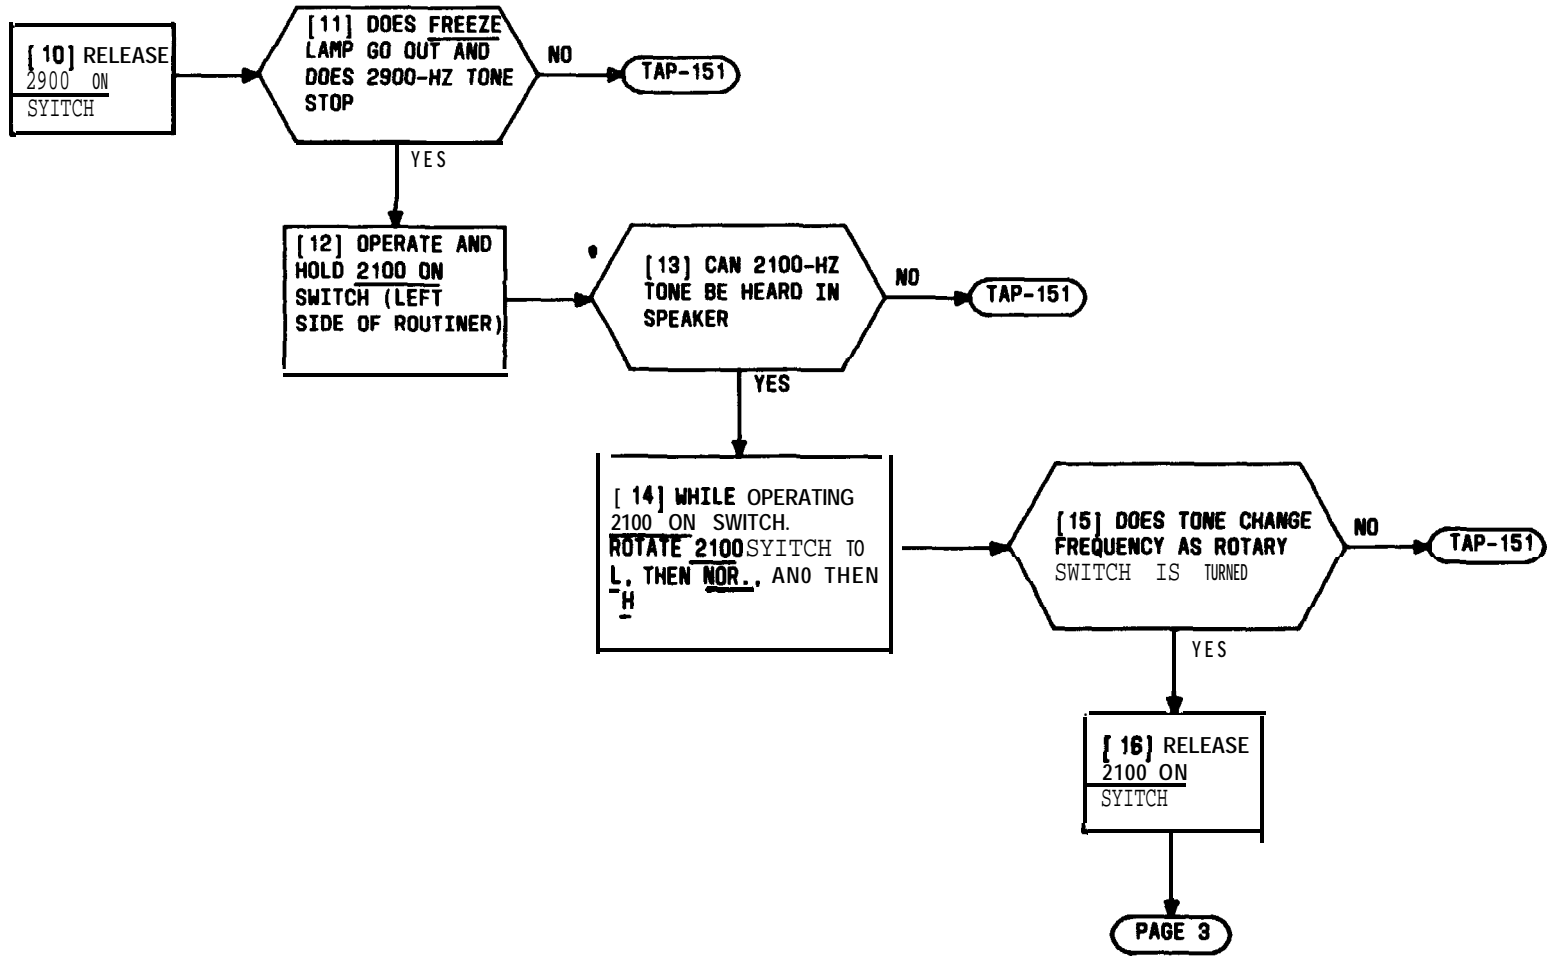 [10] RELEASE
2900 ON
SYITCH
[11] DOES FREEZE
LAMP GO OUT AND
DOES 2900-HZ TONE
STOP
NO
TAP-151
YES
[12] OPERATE AND
HOLD 2100 ON
SWITCH (LEFT
SIDE OF ROUTINER)
[13] CAN 2100-HZ
TONE BE HEARD IN
SPEAKER
NO
TAP-151
YES
[14] WHILE OPERATING
2100 ON SWITCH.
ROTATE 2100 SYITCH TO
L, THEN NOR., AN0 THEN
H
[15] DOES TONE CHANGE
FREQUENCY AS ROTARY
SWITCH IS TURNED
NO
TAP-151
YES
[16] RELEASE
2100 ON
SYITCH
PAGE 3